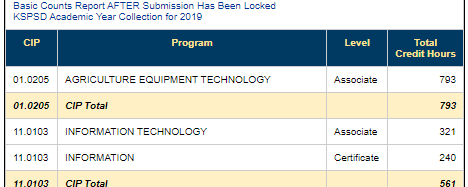 Basic Counts Report AFTER Submission Has Been Locked
KSPSD Academic Year Collection for 2019
CIP Program Level Total Credit Hours
01.0205 AGRICULTURE EQUIPMENT TECHNOLOGY Associate 793
01.0205 CIP Total 793
11.0103 INFORMATION TECHNOLOGY Associate 321
11.0103 INFORMATION Certificate 240
11.0103 CIP Total 561